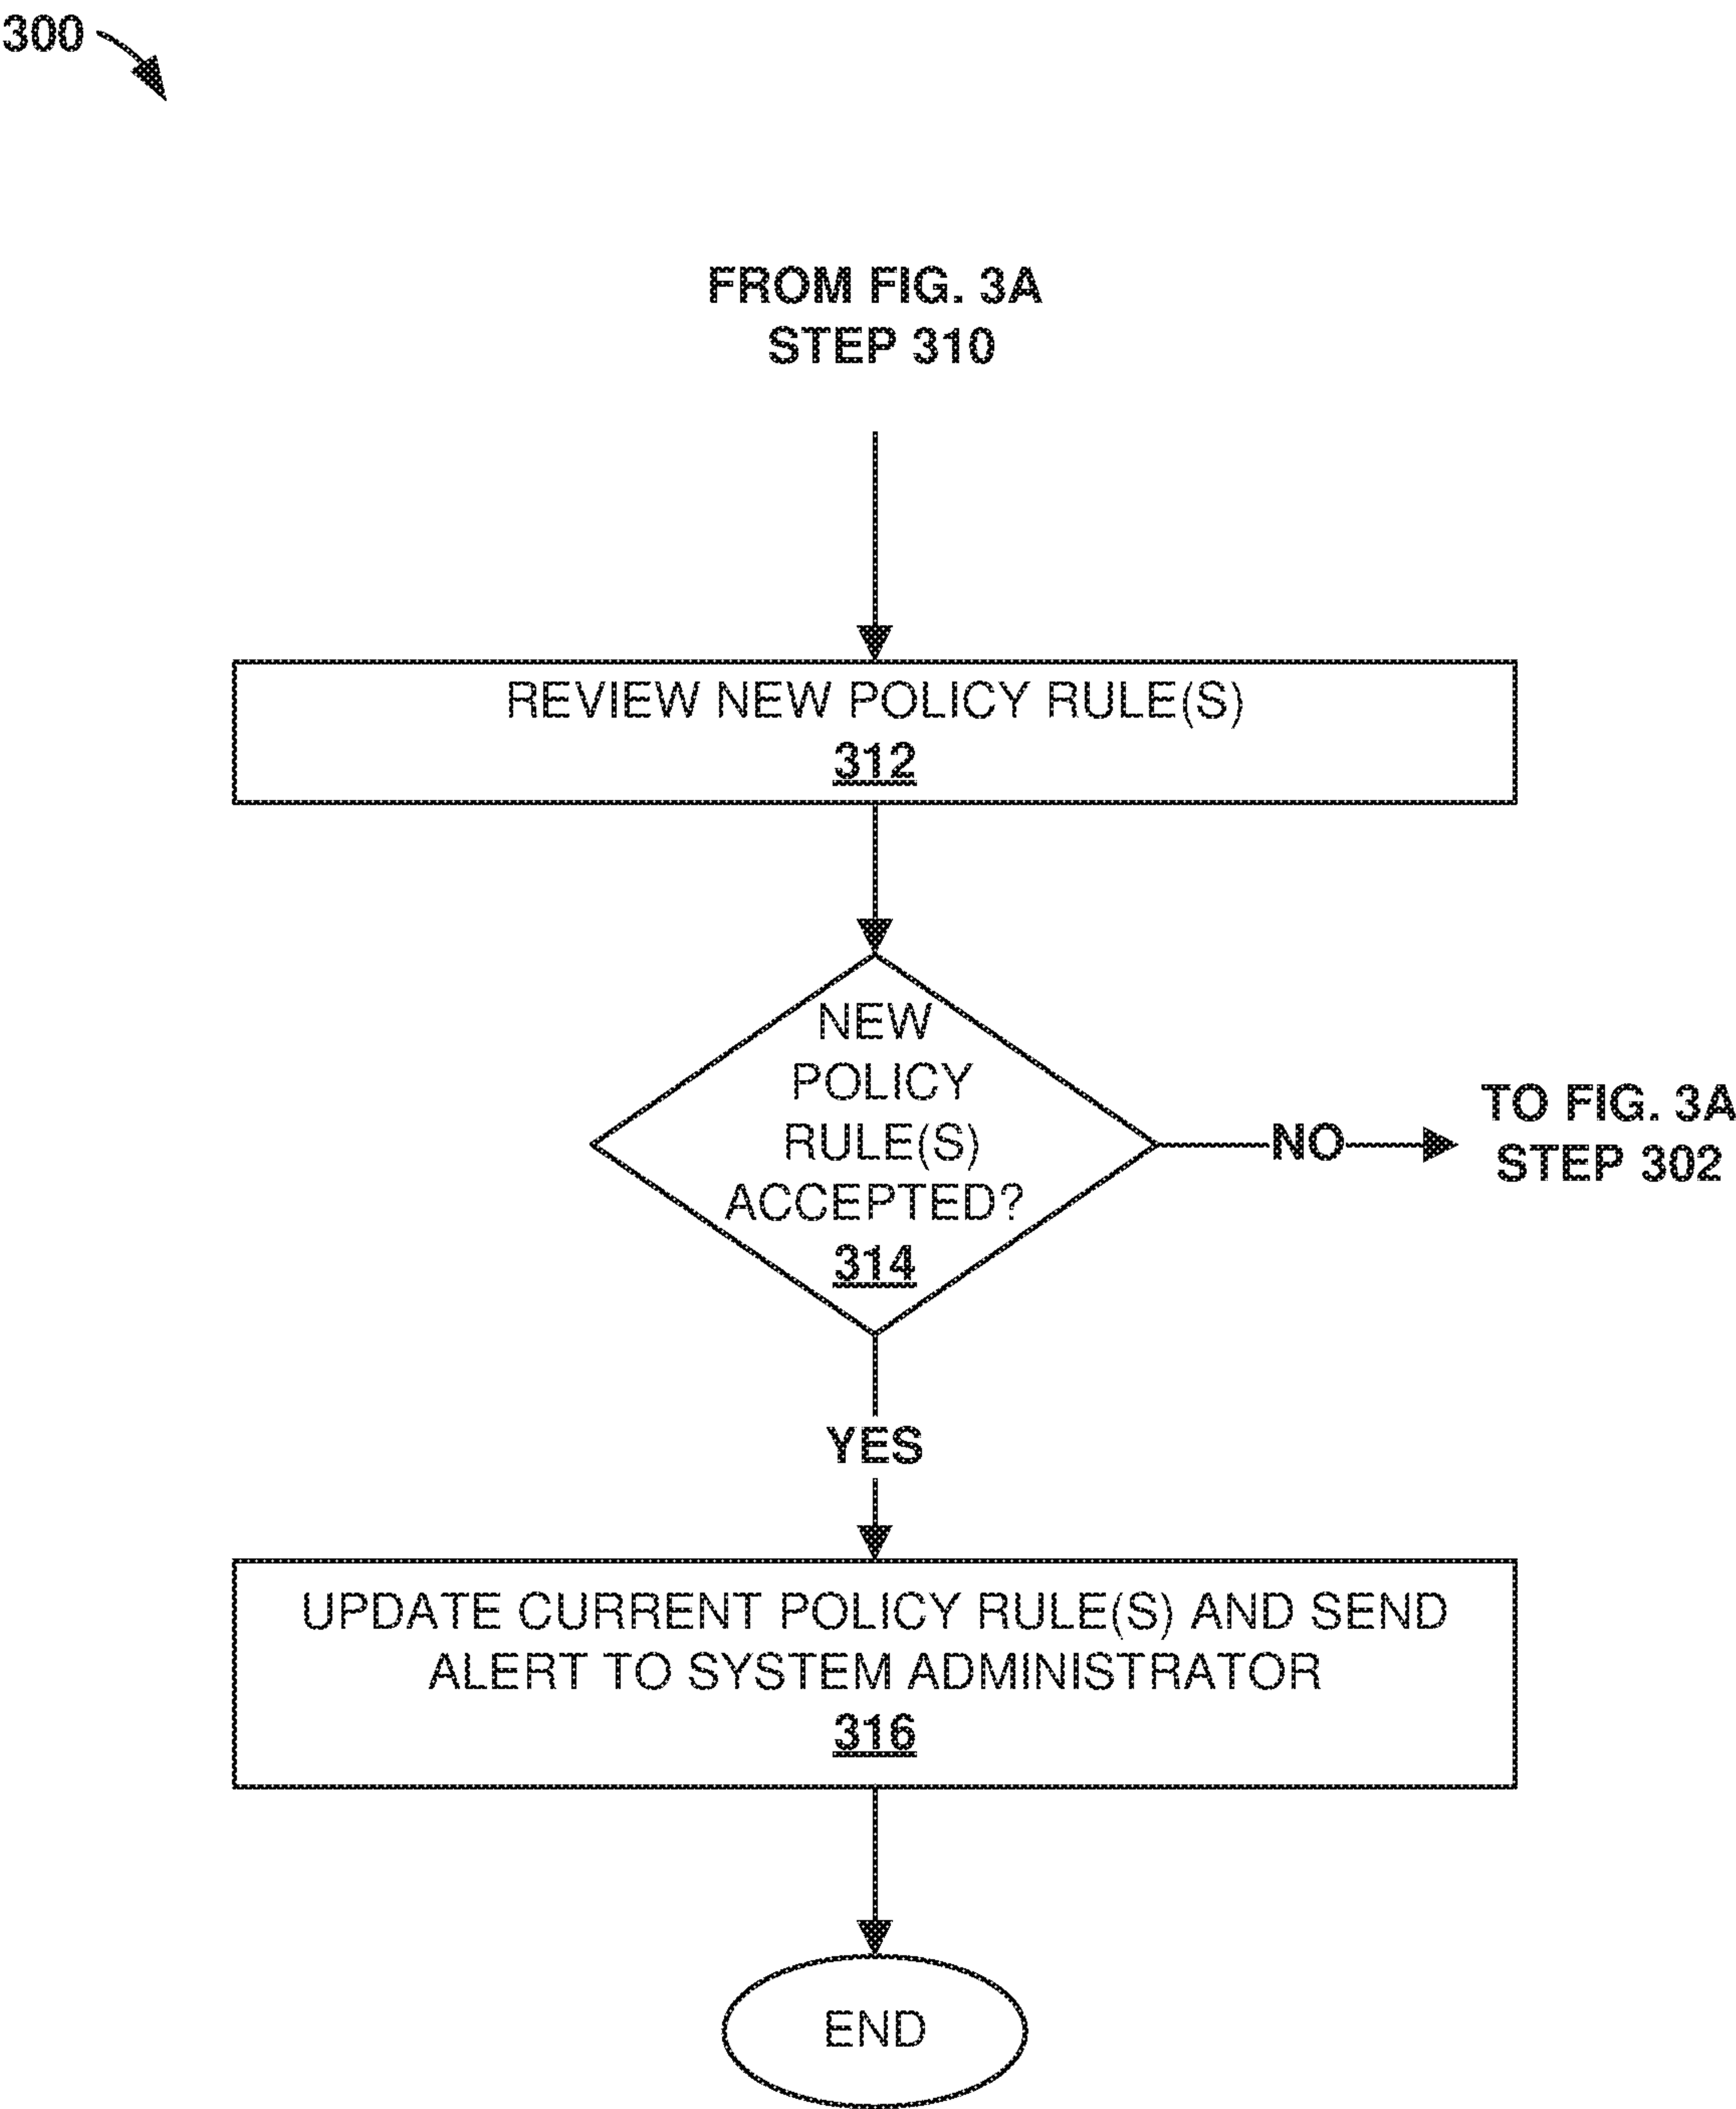 300
FROM FIG. 3A
STEP 310
REVIEW NEW POLICY RULE(S)
312
NEW
POLICY
RULE(S)
ACCEPTED?
314
NO
TO FIG. 3A
STEP 302
YES
UPDATE CURRENT POLICY RULE(S) AND SEND
ALERT TO SYSTEM ADMINISTRATOR
316
END